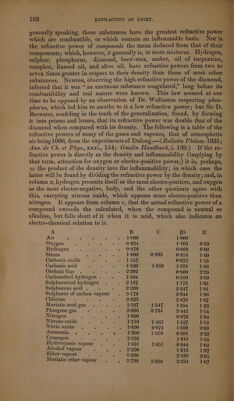 192 REFRACTION OF LIGHT.
generally speaking, those substances have the greatest refractive power
which are combustible, or which contain an inflammable basis. Nor is
the refractive power of compounds the mean deduced from that of their
components; which, however, it generally is, in mere mixtures. Hydrogen,
sulphur, phosphorus, diamond, bees'-wax, amber, oil of turpentine,
camphor, linseed oil, and olive oil, have refractive powers from two to
seven times greater in respect to their density than those of most other
substances. Newton, observing the high refractive power of the diamond,
inferred that it was “an unctuous substance coagulated,” long before its
combustibility and real nature were known. This law seemed at one
time to be opposed by an observation of Dr. Wollaston respecting phos-
phorus, which led him to ascribe to it a low refractive power; but Sir D.
Brewster, confiding in the truth of the generalization, found, by forming
it into prisms and lenses, that its refractive power was double that of the
diamond when compared with its density. The following is a table of the
refractive powers of many of the gases and vapours, that of atmospheric
air being 1000, from the experiments of Dulong.—(Bulletin Philom. 1825;
Ann. de Ch. et Phys., xxxi., 154; Gmelin Handbuch, i. 120.) If the re-
fractive power is directly as the density and inflammability (implying by
that term, attraction for oxygen or electro-positive power,) it is, perhaps,
as the product of the density into the inflammability; in which case the
latter will be found by dividing the refractive power by the density; and, in
column E, hydrogen presents itself as the most electro-positive, and oxygen
as the most electro-negative, body, and the other quotients agree with
this, excepting nitrous oxide, which appears more electro-positive than
nitrogen. It appears from column C, that the actual refractive power of a
compound exceeds the calculated, when the compound is neutral or
alkaline, but falls short of it when it is acid, which also indicates an
electro-chemical relation to it.
A B C D E
Air 1·000 1·000
Oxygen 0·924 1·103 0·83
Hydrogen 0·470 0·068
Steam 1·000 0·933 0·623 1·60
Carbonic oxide 1·157 0·972 1·19
Carbonic acid 1·526 1·619 1·524 1·00
Olefiant Gas 2·302 0·980 2·35
Carburetted hydrogen 1·504 0·559 2·69
Sulphuretted hydrogen 2·187 1·178 1·85
Sulphurous acid 2·260 2·247 1·01
Sulphuret of carbon vapour 5·179 2·644 1·96
Chlorine 2·623 2·470 1·07
Muriatic acid gas 1·527 1·547 1·254 1·20
Phosgene 3·936 3·784 3·442 1·14
Nitrogen 1·020 0·976 1·04
Nitrous oxide 1·710 1·482 1·527 1·12
Nitric oxide 1·030 0·972 1·039 0·99
Ammonia 1·309 1·216 0·591 2·22
Cyanogen 2·832 1·818 1·55
Hydrocyanic vapour 1·531 1·651 0·944 1·62
Alcohol vapour 2·220 1·37
Ether vapour 5·280 2·580 2·05
Muriatic ether vapour 3·720 2·234 1·67